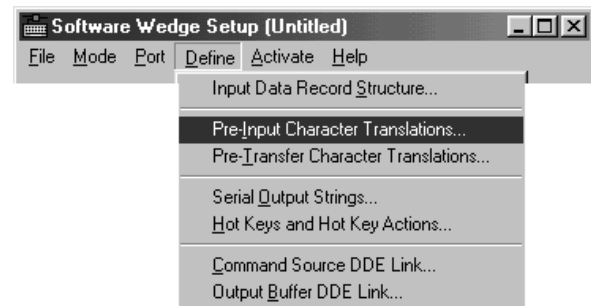 Software Wedge Setup (Untitled)
File Mode Port Define Activate Help
Input Data Record Structure...
Pre-Input Character Translations...
Pre-Transfer Character Translations...
Serial Output Strings...
Hot Keys and Hot Key Actions...
Command Source DDE Link...
Output Buffer DDE Link...